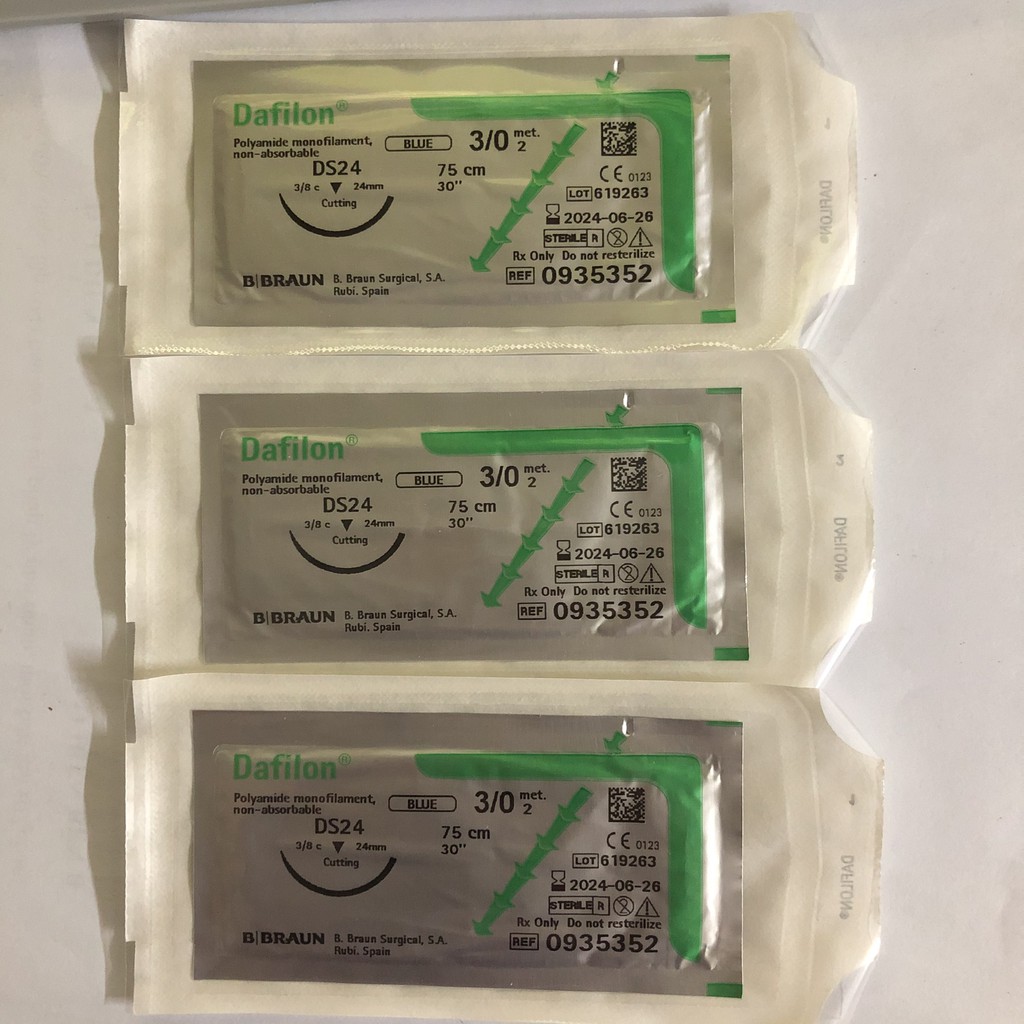 Dafilon®
Polyamide monofilament,
non-absorbable
BLUE
3/0 met. 2
DS24
3/8 c 24mm
Cutting
75 cm
30"
CE 0123
LOT 619263
2024-06-26
STERILE R
Rx Only Do not resterilize
REF 0935352
B|BRAUN B. Braun Surgical, S.A.
Rubi. Spain
DAFILON®
Dafilon®
Polyamide monofilament,
non-absorbable
BLUE
3/0 met. 2
DS24
3/8 c 24mm
Cutting
75 cm
30"
CE 0123
LOT 619263
2024-06-26
STERILE R
Rx Only Do not resterilize
REF 0935352
B|BRAUN B. Braun Surgical, S.A.
Rubi. Spain
DAFILON®
Dafilon®
Polyamide monofilament,
non-absorbable
BLUE
3/0 met. 2
DS24
3/8 c 24mm
Cutting
75 cm
30"
CE 0123
LOT 619263
2024-06-26
STERILE R
Rx Only Do not resterilize
REF 0935352
B|BRAUN B. Braun Surgical, S.A.
Rubi. Spain
DAFILON®